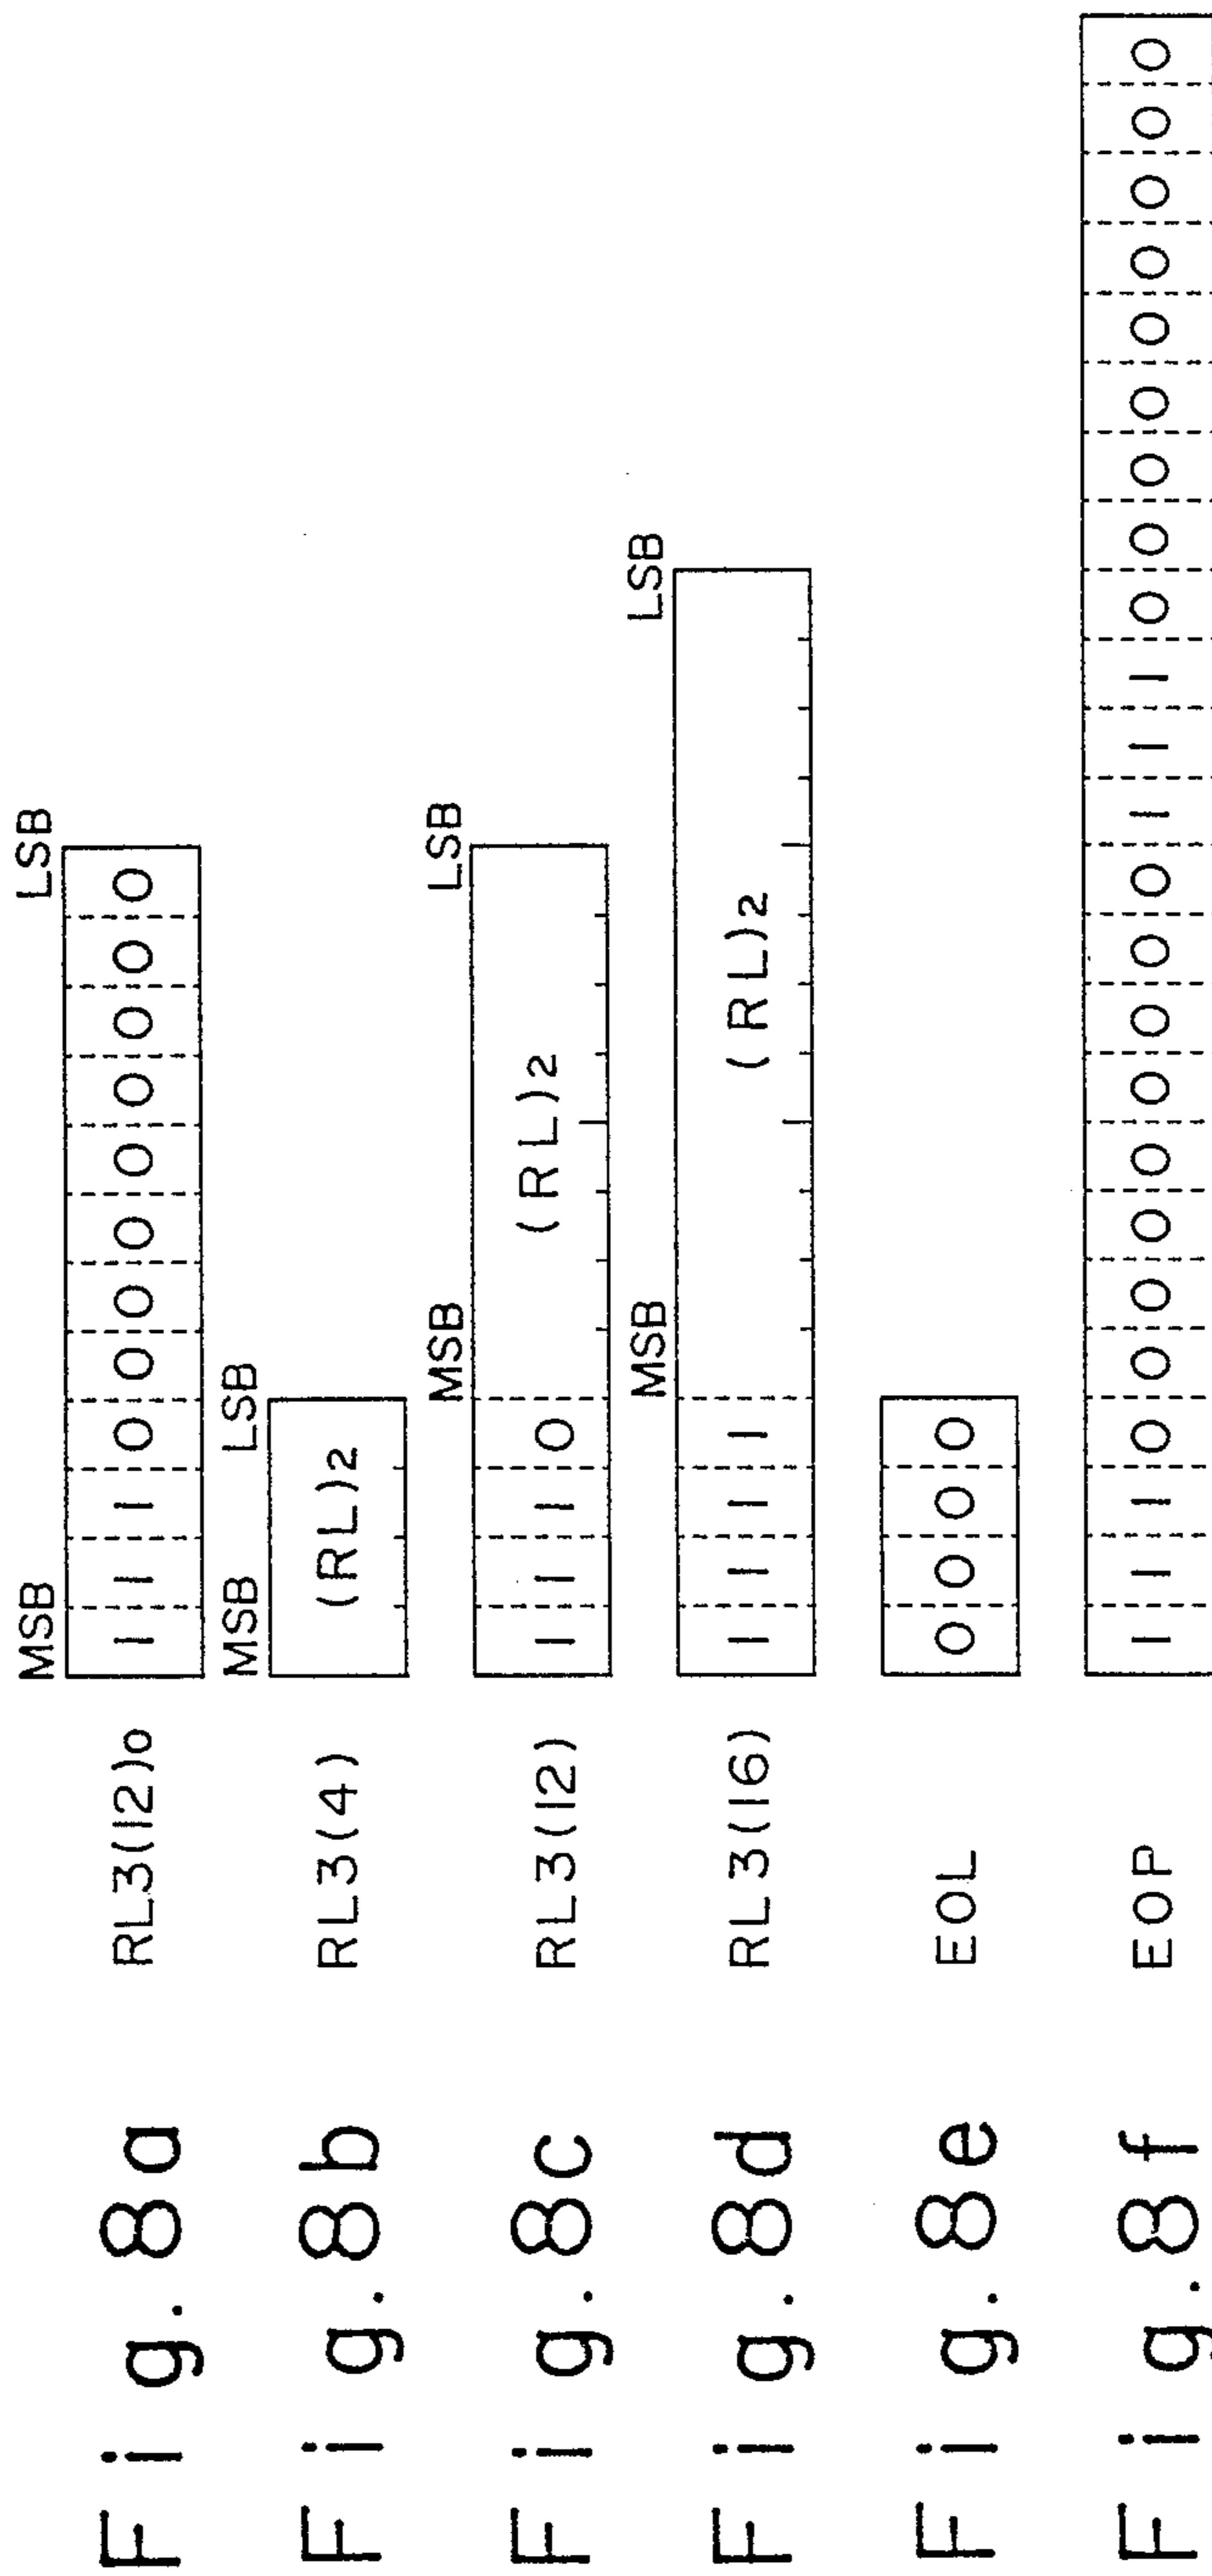 MSB LSB
Fig.8a RL3(12)0 1 1 1 0 0 0 0 0 0 0 0 0
MSB LSB
Fig.8b RL3(4) (RL)2
MSB LSB
Fig.8c RL3(12) 1 1 1 0 (RL)2
MSB LSB
Fig.8d RL3(16) 1 1 1 1 (RL)2
Fig.8e EOL 0 0 0 0
Fig.8f EOP 1 1 1 0 0 0 0 0 0 0 0 0 1 1 1 0 0 0 0 0 0 0 0 0